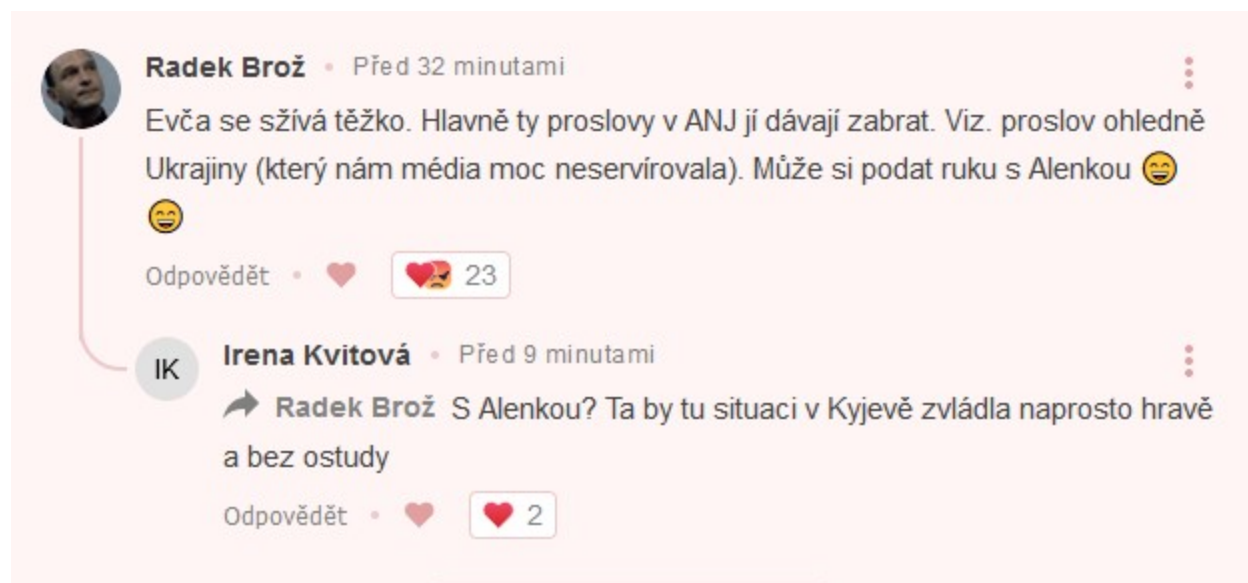 Radek Brož • Před 32 minutami
Evča se sžívá těžko. Hlavně ty proslovy v ANJ jí dávají zabrat. Viz. proslov ohledně
Ukrajiny (který nám média moc neservírovala). Může si podat ruku s Alenkou 😄
😄
Odpovědět • 23
IK
Irena Kvitová • Před 9 minutami
Radek Brož S Alenkou? Ta by tu situaci v Kyjevě zvládla naprosto hravě
a bez ostudy
Odpovědět • 2